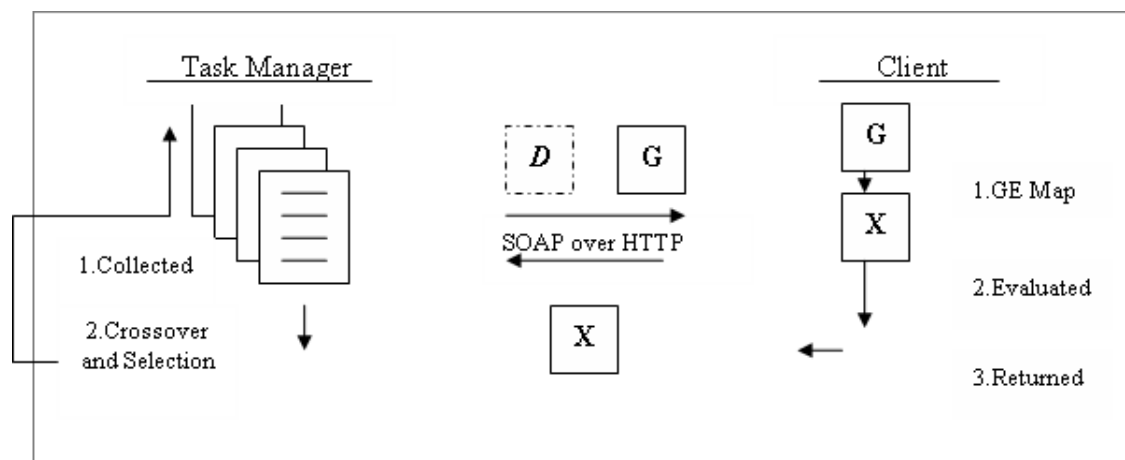 Task Manager
Client
D
G
G
X
SOAP over HTTP
X
1.Collected
2.Crossover
and Selection
1.GE Map
2.Evaluated
3.Returned